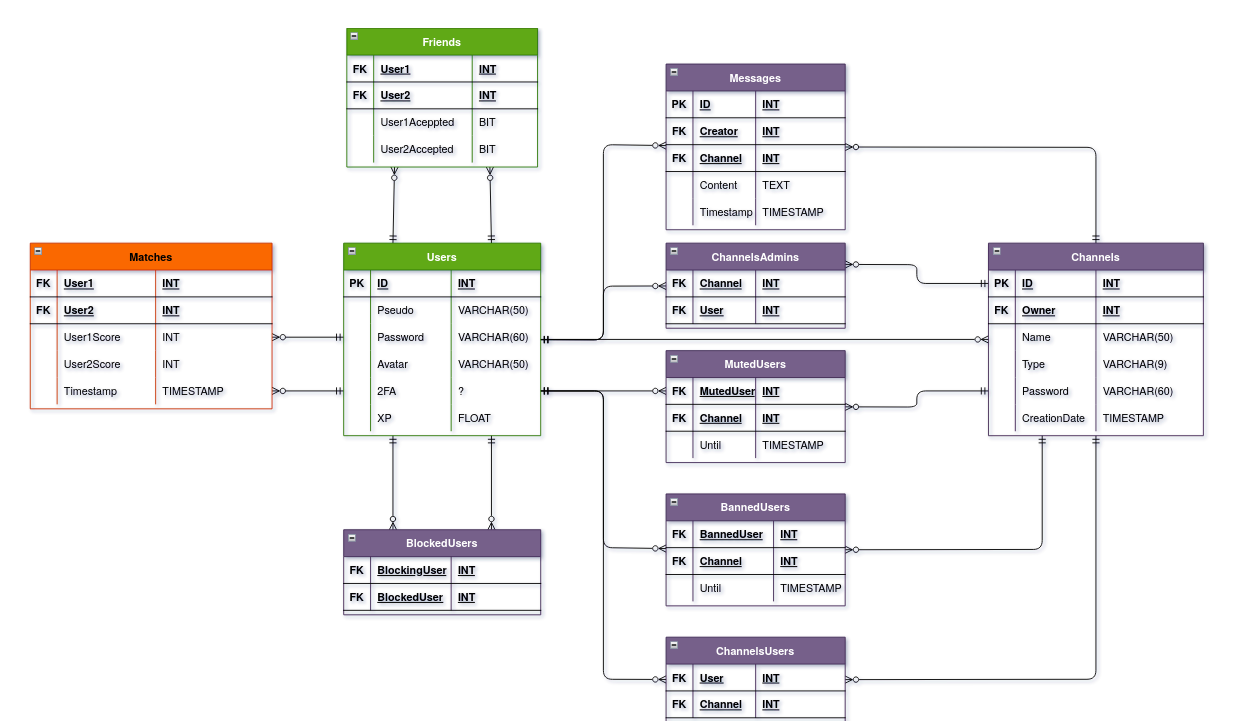 Friends
FK User1 INT
FK User2 INT
User1Aceppted BIT
User2Accepted BIT
Messages
PK ID INT
FK Creator INT
FK Channel INT
Content TEXT
Timestamp TIMESTAMP
Matches
FK User1 INT
FK User2 INT
User1Score INT
User2Score INT
Timestamp TIMESTAMP
Users
PK ID INT
Pseudo VARCHAR(50)
Password VARCHAR(60)
Avatar VARCHAR(50)
2FA ?
XP FLOAT
ChannelsAdmins
FK Channel INT
FK User INT
Channels
PK ID INT
FK Owner INT
Name VARCHAR(50)
Type VARCHAR(9)
Password VARCHAR(60)
CreationDate TIMESTAMP
MutedUsers
FK MutedUser INT
FK Channel INT
Until TIMESTAMP
BannedUsers
FK BannedUser INT
FK Channel INT
Until TIMESTAMP
BlockedUsers
FK BlockingUser INT
FK BlockedUser INT
ChannelsUsers
FK User INT
FK Channel INT